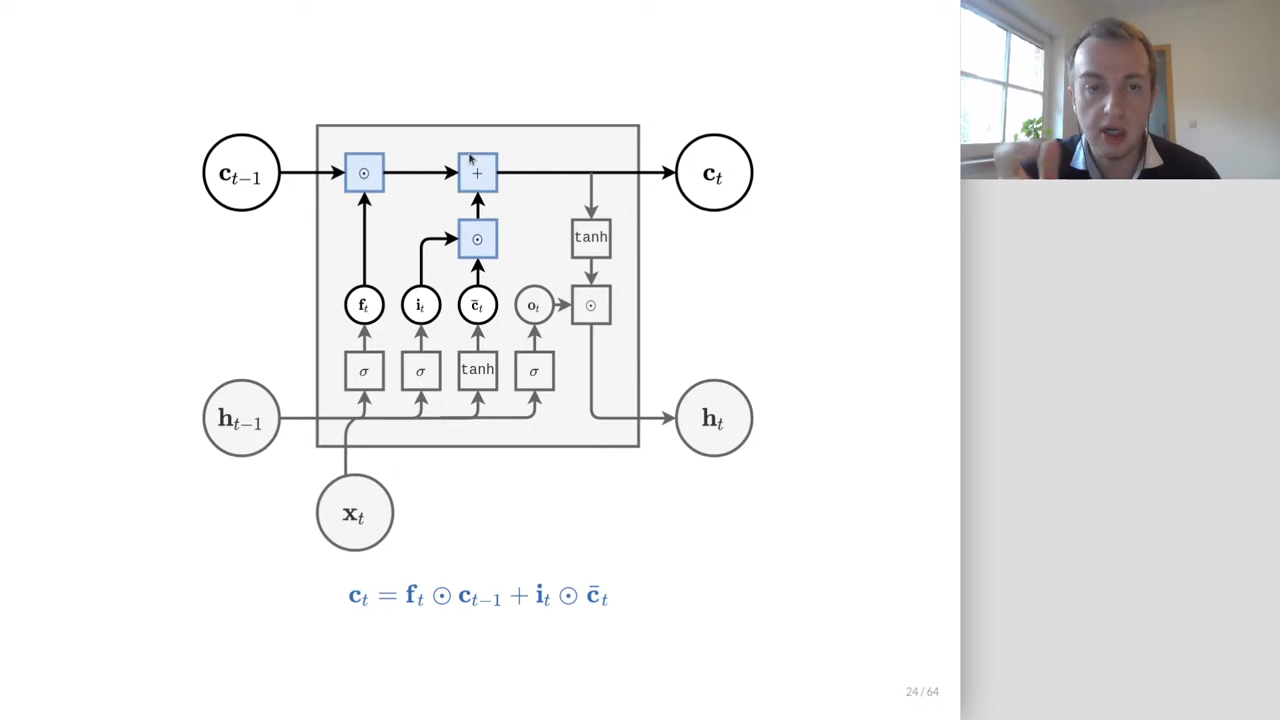 c_{t−1} ⊙ + c_t
⊙ tanh
f_t i_t c̄_t o_t ⊙
σ σ tanh σ
h_{t−1} h_t
x_t
c_t = f_t ⊙ c_{t−1} + i_t ⊙ c̄_t
24 / 64